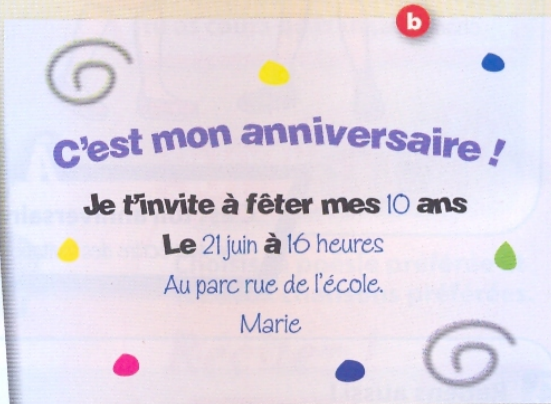 b
C'est mon anniversaire !
Je t'invite à fêter mes 10 ans
Le 21 juin à 16 heures
Au parc rue de l'école.
Marie